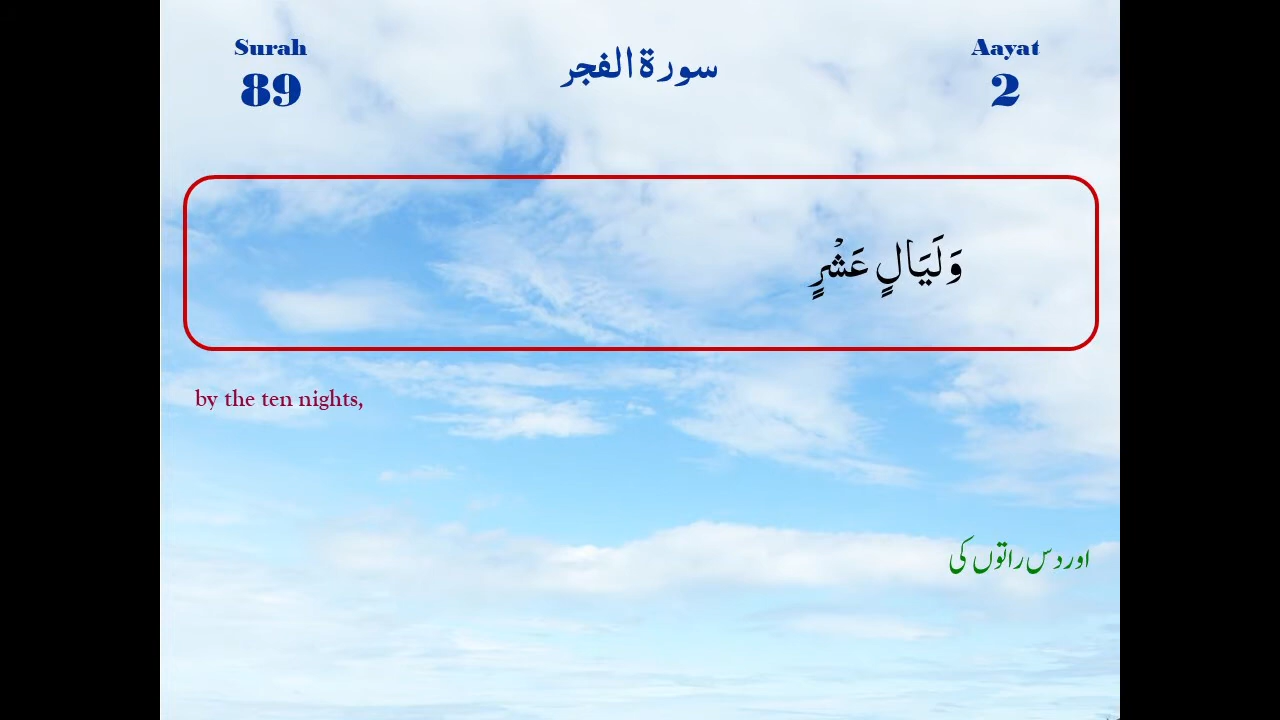 Surah
89
سورة الفجر
Aayat
2
وَلَيَالٍ عَشْرٍ
by the ten nights,
اور دس راتوں کی